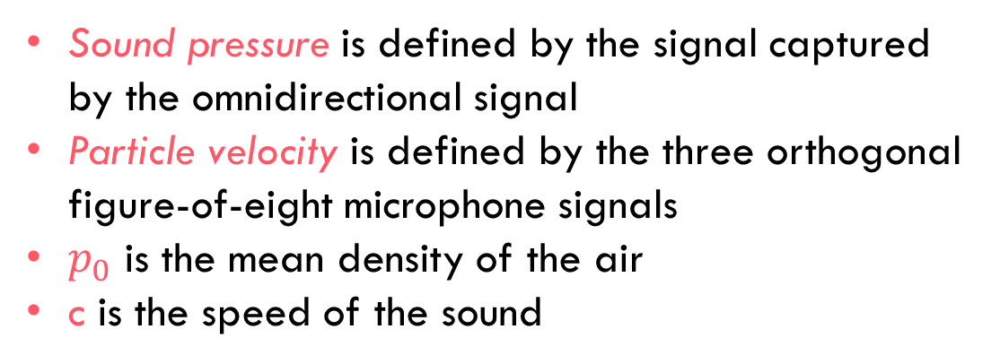 • Sound pressure is defined by the signal captured
by the omnidirectional signal
• Particle velocity is defined by the three orthogonal
figure-of-eight microphone signals
• p₀ is the mean density of the air
• c is the speed of the sound